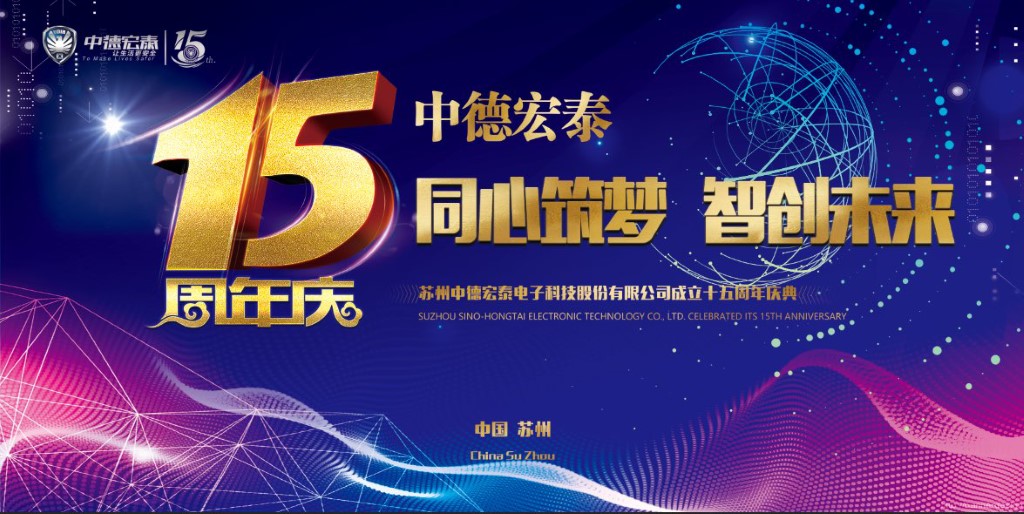 中德宏泰
让生活更安全
To Make Lives Safer
15th.
15
周年庆
中德宏泰
同心筑梦 智创未来
苏州中德宏泰电子科技股份有限公司成立十五周年庆典
SUZHOU SINO-HONGTAI ELECTRONIC TECHNOLOGY CO., LTD. CELEBRATED ITS 15TH ANNIVERSARY
中国 苏州
China Su Zhou